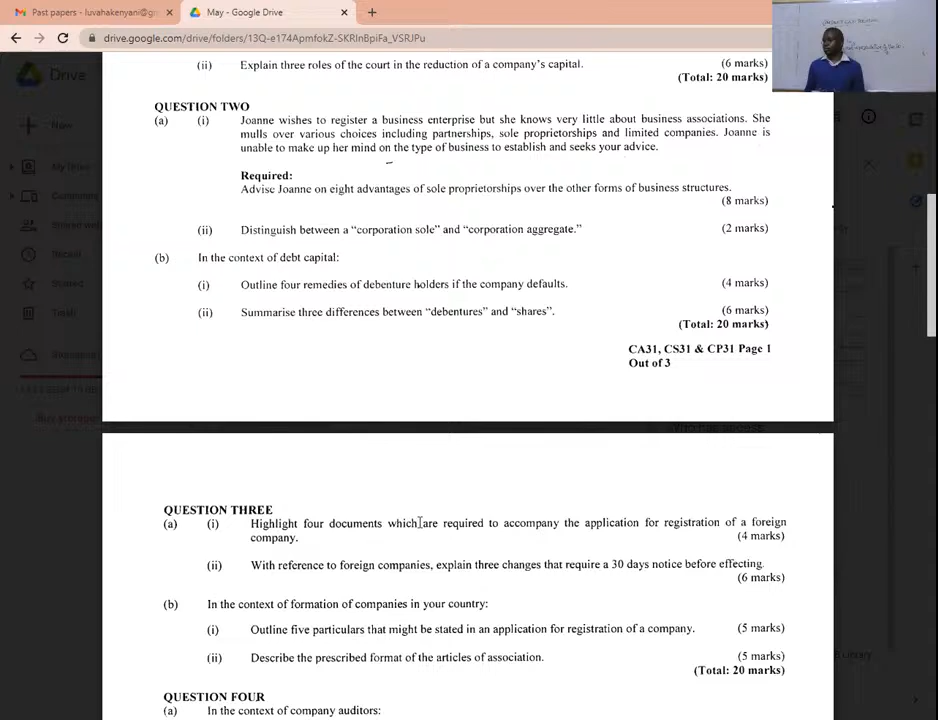 Past papers - luvahakenyani@g
May - Google Drive
drive.google.com/drive/folders/13Q-e174ApmfokZ-SKRlnBpiFa_VSRJPu
Drive
New
(ii) Explain three roles of the court in the reduction of a company's capital. (6 marks)
(Total: 20 marks)
QUESTION TWO
(a) (i) Joanne wishes to register a business enterprise but she knows very little about business associations. She
mulls over various choices including partnerships, sole proprietorships and limited companies. Joanne is
unable to make up her mind on the type of business to establish and seeks your advice.
Required:
Advise Joanne on eight advantages of sole proprietorships over the other forms of business structures.
(8 marks)
(ii) Distinguish between a "corporation sole" and "corporation aggregate." (2 marks)
(b) In the context of debt capital:
(i) Outline four remedies of debenture holders if the company defaults. (4 marks)
(ii) Summarise three differences between "debentures" and "shares". (6 marks)
(Total: 20 marks)
CA31, CS31 & CP31 Page 1
Out of 3
QUESTION THREE
(a) (i) Highlight four documents which are required to accompany the application for registration of a foreign
company. (4 marks)
(ii) With reference to foreign companies, explain three changes that require a 30 days notice before effecting.
(6 marks)
(b) In the context of formation of companies in your country:
(i) Outline five particulars that might be stated in an application for registration of a company. (5 marks)
(ii) Describe the prescribed format of the articles of association. (5 marks)
(Total: 20 marks)
QUESTION FOUR
(a) In the context of company auditors: